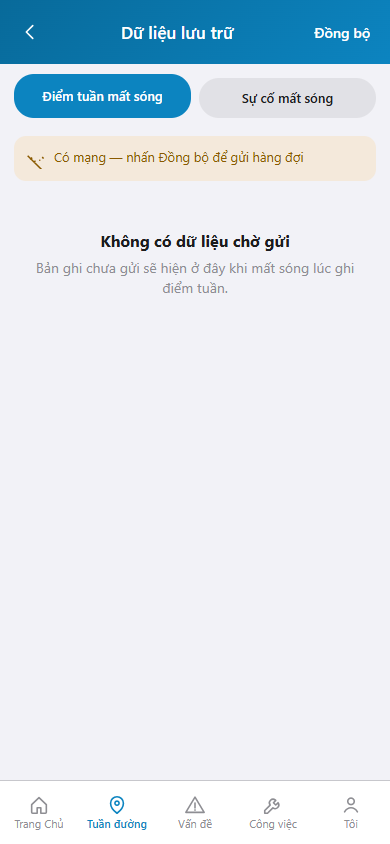 Dữ liệu lưu trữ
Đồng bộ
Điểm tuần mất sóng
Sự cố mất sóng
Có mạng — nhấn Đồng bộ để gửi hàng đợi
Không có dữ liệu chờ gửi
Bản ghi chưa gửi sẽ hiện ở đây khi mất sóng lúc ghi
điểm tuần.
Trang Chủ
Tuần đường
Vấn đề
Công việc
Tôi